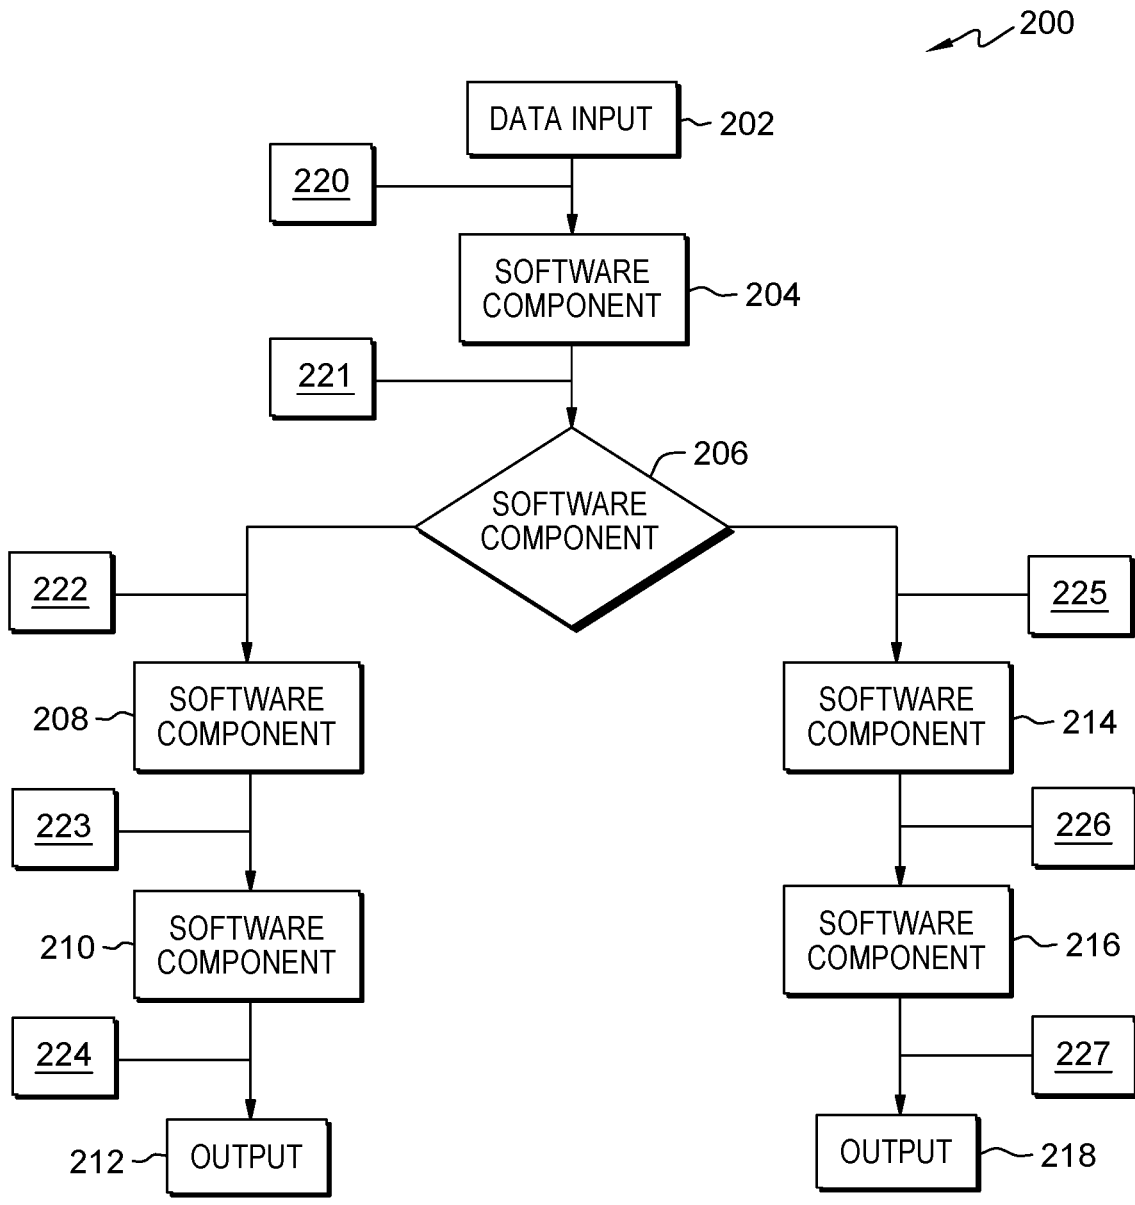 200
DATA INPUT
202
220
SOFTWARE
COMPONENT
204
221
206
SOFTWARE
COMPONENT
222
225
SOFTWARE
COMPONENT
208
SOFTWARE
COMPONENT
214
223
226
SOFTWARE
COMPONENT
210
SOFTWARE
COMPONENT
216
224
227
OUTPUT
212
OUTPUT
218